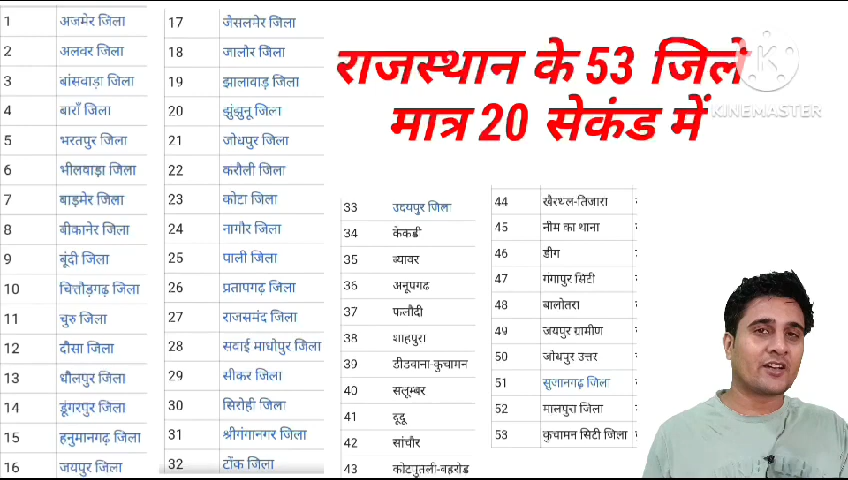 राजस्थान के 53 जिले
मात्र 20 सेकंड में
KINEMASTER
1 अजमेर जिला
2 अलवर जिला
3 बांसवाड़ा जिला
4 बाराँ जिला
5 भरतपुर जिला
6 भीलवाड़ा जिला
7 बाड़मेर जिला
8 बीकानेर जिला
9 बूंदी जिला
10 चित्तौड़गढ़ जिला
11 चुरु जिला
12 दौसा जिला
13 धौलपुर जिला
14 डूंगरपुर जिला
15 हनुमानगढ़ जिला
16 जयपुर जिला
17 जैसलमेर जिला
18 जालोर जिला
19 झालावाड़ जिला
20 झुंझुनू जिला
21 जोधपुर जिला
22 करौली जिला
23 कोटा जिला
24 नागौर जिला
25 पाली जिला
26 प्रतापगढ़ जिला
27 राजसमंद जिला
28 सवाई माधोपुर जिला
29 सीकर जिला
30 सिरोही जिला
31 श्रीगंगानगर जिला
32 टोंक जिला
33 उदयपुर जिला
34 केकड़ी
35 ब्यावर
36 अनूपगढ
37 फलौदी
38 शाहपुरा
39 डीडवाना-कुचामन
40 सलूम्बर
41 दूदू
42 सांचौर
43 कोटपुतली-बहरोड
44 खैरथल-तिजारा
45 नीम का थाना
46 डीग
47 गंगापुर सिटी
48 बालोतरा
49 जयपुर ग्रामीण
50 जोधपुर उत्तर
51 सुजानगढ़ जिला
52 मालपुरा जिला
53 कुचामन सिटी जिला